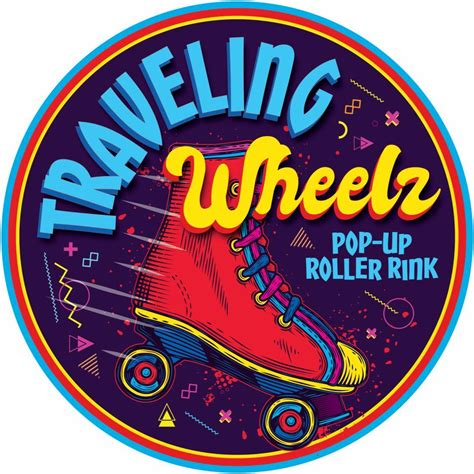 TRAVELING
Wheelz
POP-UP
ROLLER RINK